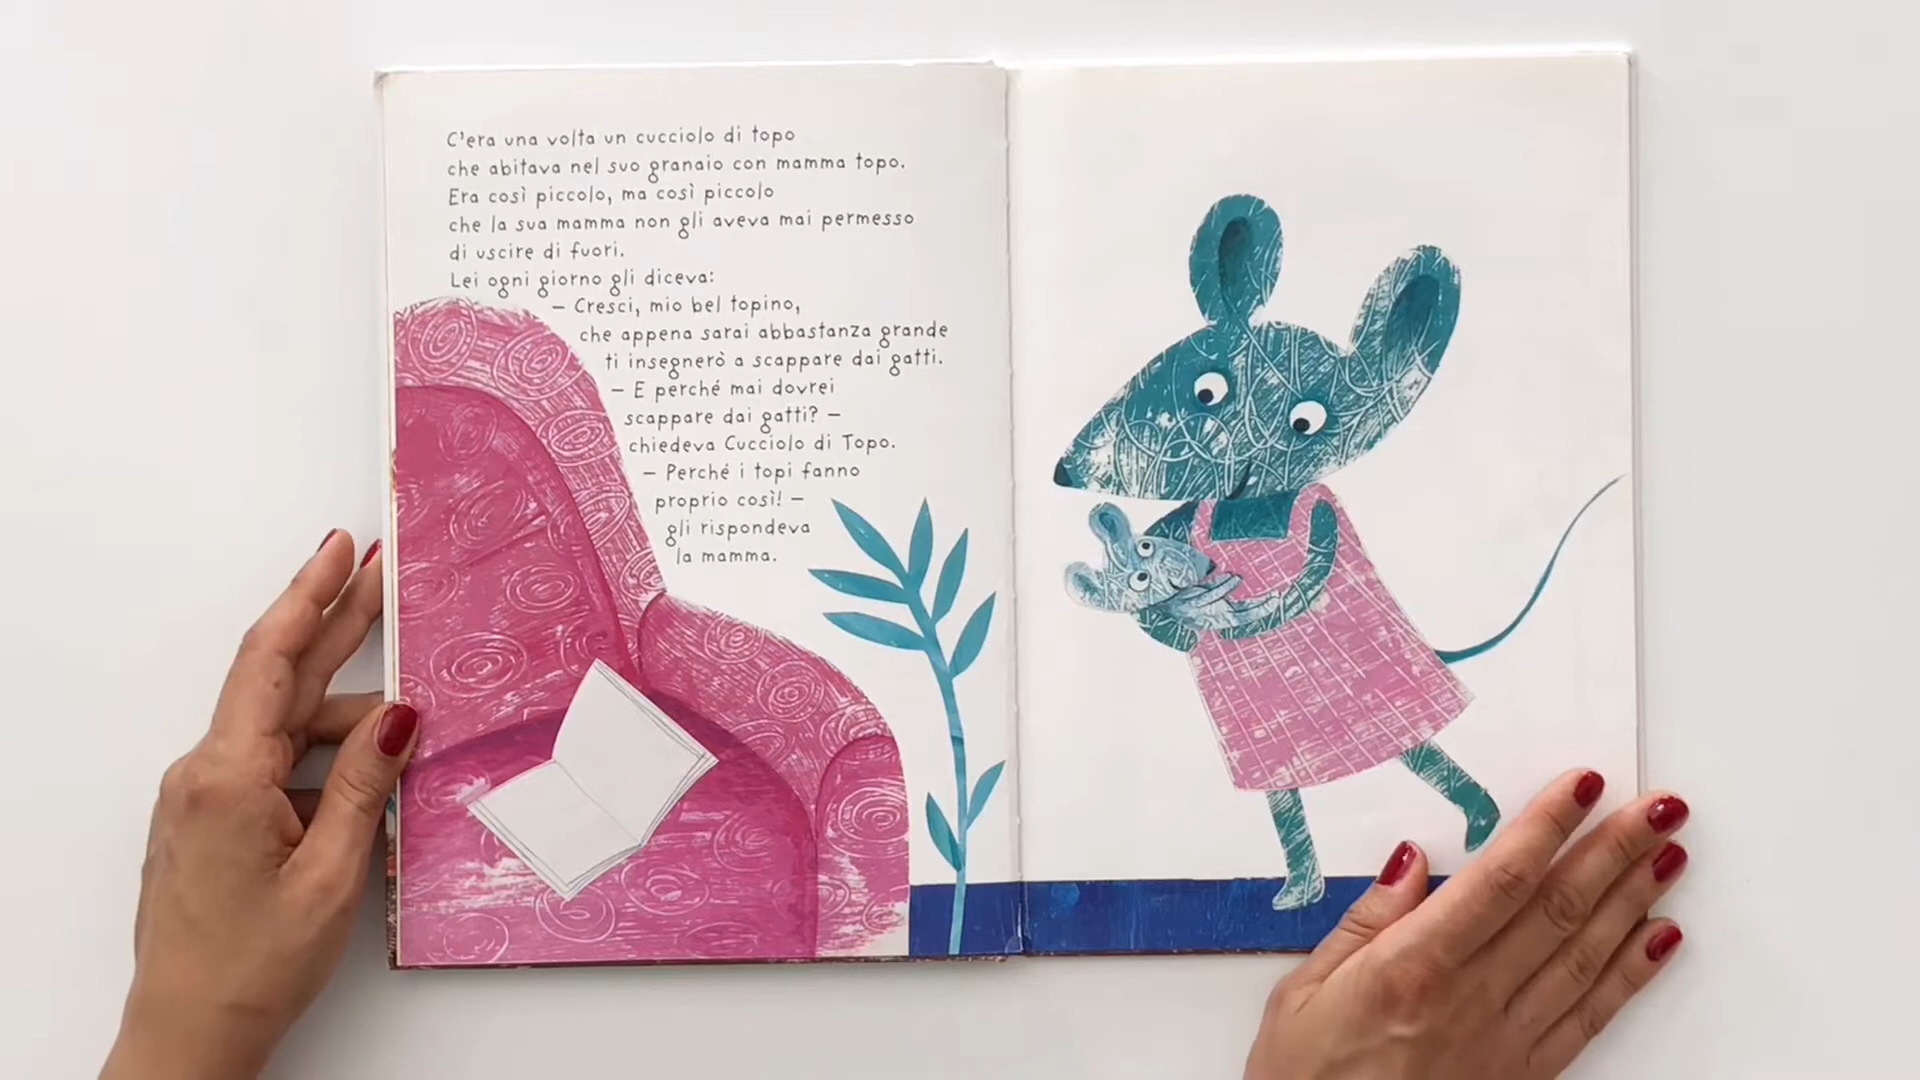 C'era una volta un cucciolo di topo
che abitava nel suo granaio con mamma topo.
Era così piccolo, ma così piccolo
che la sua mamma non gli aveva mai permesso
di uscire di fuori.
Lei ogni giorno gli diceva:
– Cresci, mio bel topino,
che appena sarai abbastanza grande
ti insegnerò a scappare dai gatti.
– E perché mai dovrei
scappare dai gatti? –
chiedeva Cucciolo di Topo.
– Perché i topi fanno
proprio così! –
gli rispondeva
la mamma.